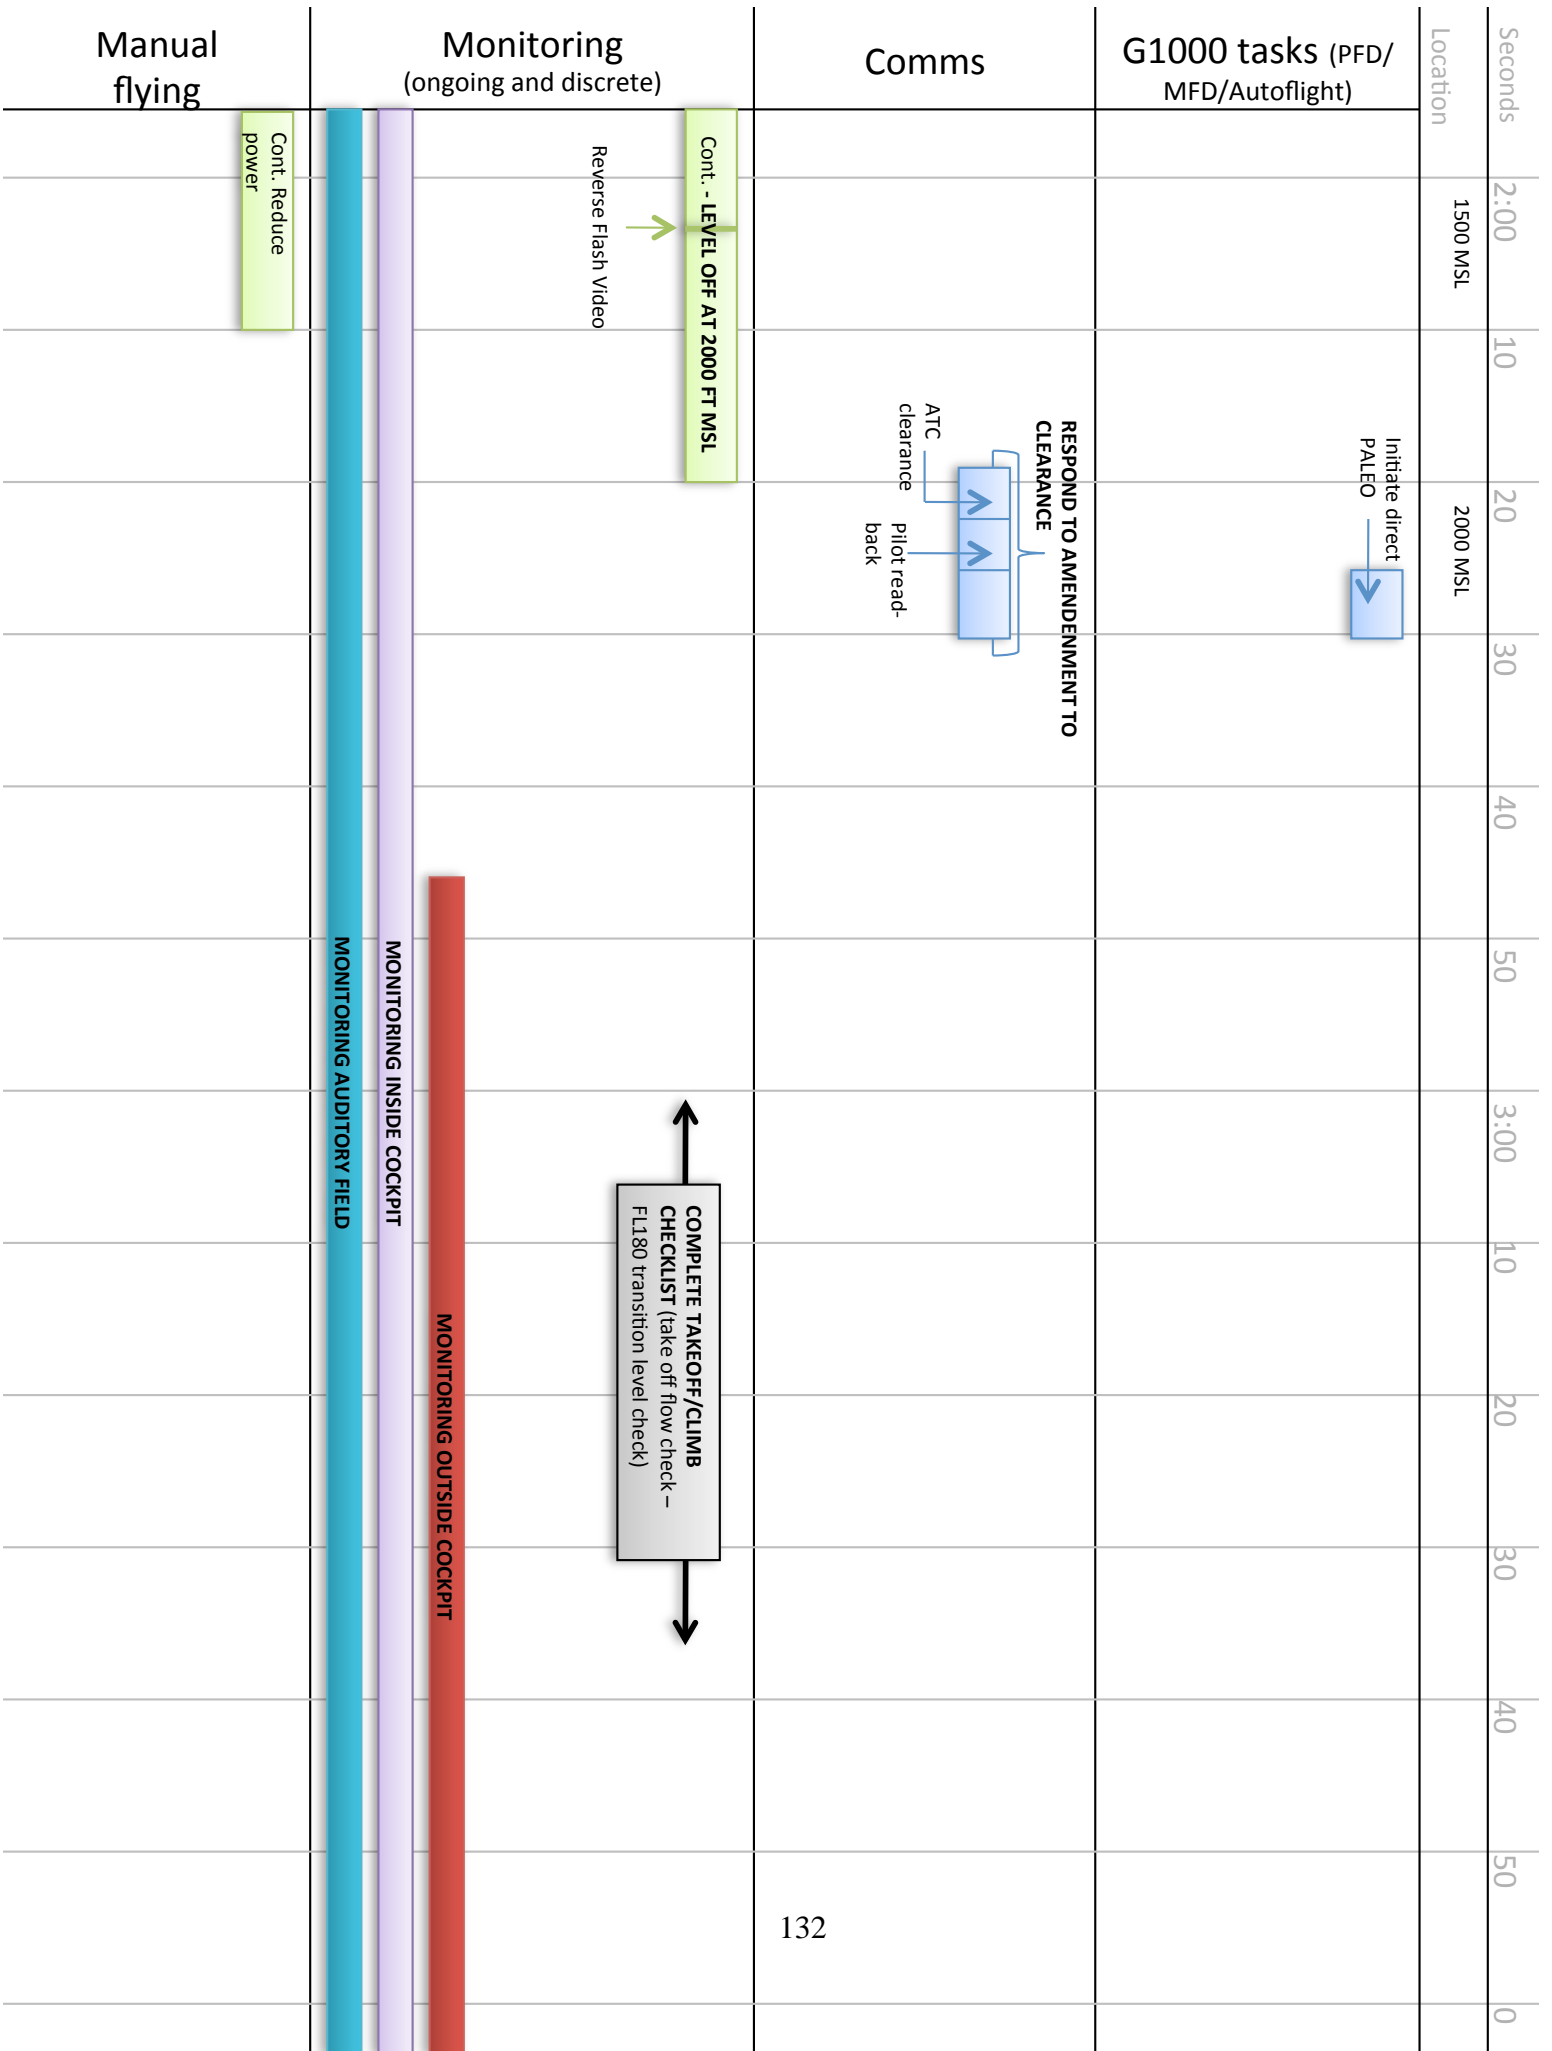 Manual
flying
Monitoring
(ongoing and discrete)
Comms
G1000 tasks (PFD/
MFD/Autoflight)
Location
Seconds
2:00
10
20
30
40
50
3:00
10
20
30
40
50
0
1500 MSL
2000 MSL
Initiate direct
PALEO
RESPOND TO AMENDENMENT TO
CLEARANCE
ATC
clearance
Pilot read-
back
Cont. - LEVEL OFF AT 2000 FT MSL
Reverse Flash Video
COMPLETE TAKEOFF/CLIMB
CHECKLIST (take off flow check –
FL180 transition level check)
MONITORING OUTSIDE COCKPIT
MONITORING INSIDE COCKPIT
MONITORING AUDITORY FIELD
Cont. Reduce
power
132